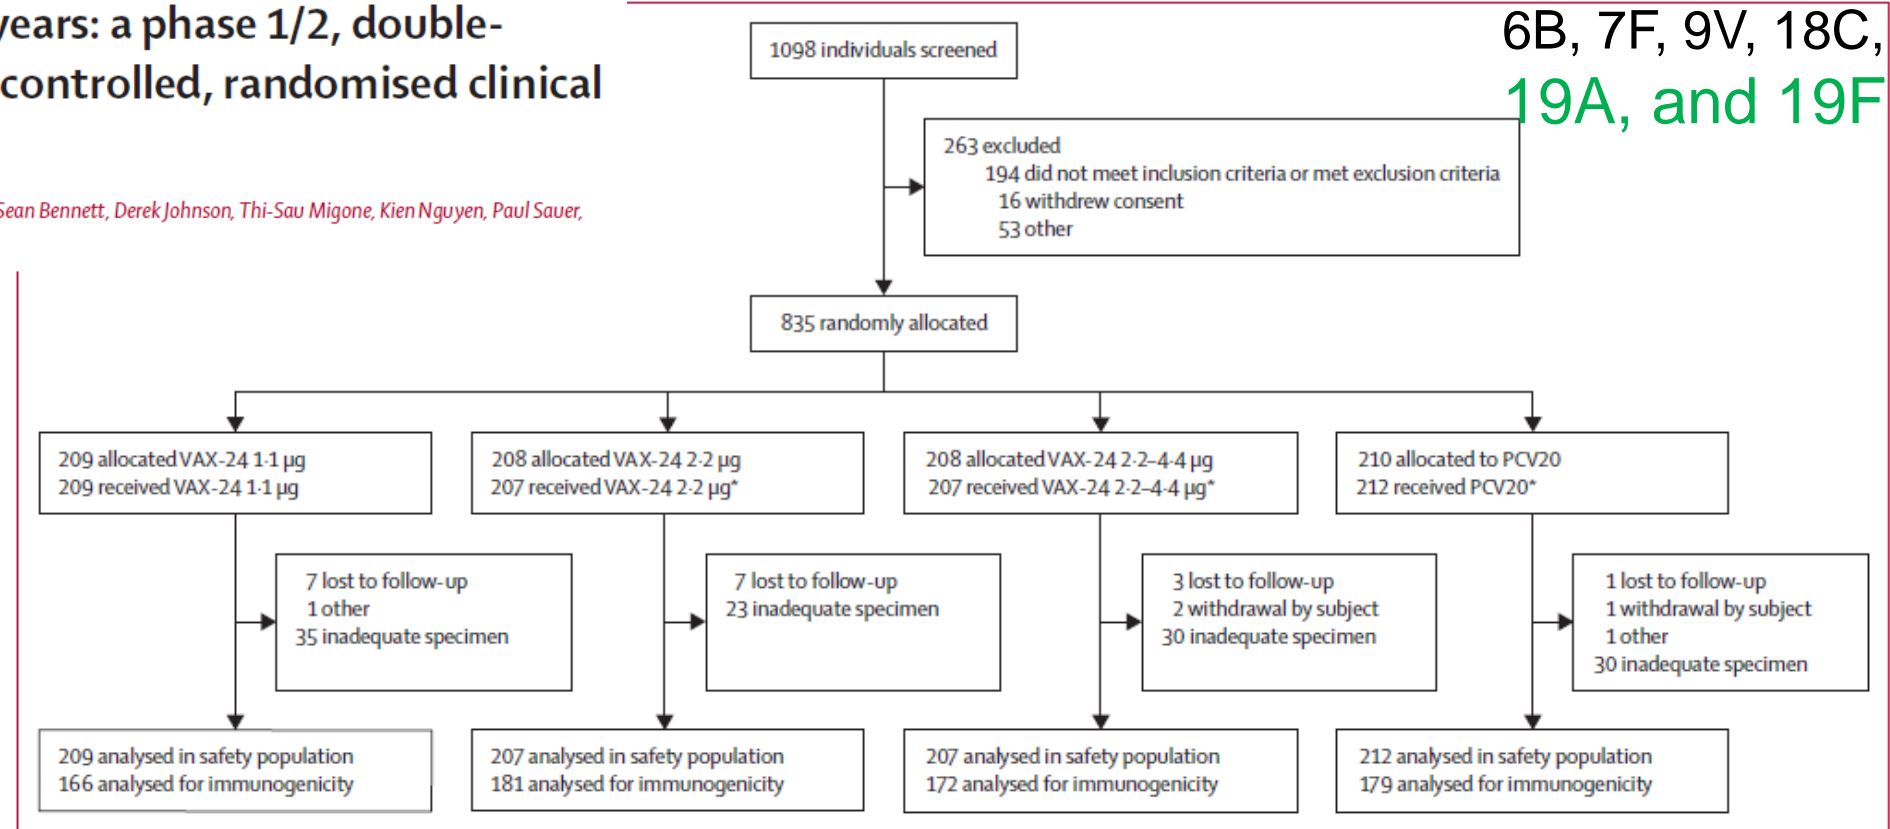 years: a phase 1/2, double-
controlled, randomised clinical
Sean Bennett, Derek Johnson, Thi-Sau Migone, Kien Nguyen, Paul Sauer,
6B, 7F, 9V, 18C,
19A, and 19F
1098 individuals screened
263 excluded
194 did not meet inclusion criteria or met exclusion criteria
16 withdrew consent
53 other
835 randomly allocated
209 allocated VAX-24 1·1 µg
209 received VAX-24 1·1 µg
208 allocated VAX-24 2·2 µg
207 received VAX-24 2·2 µg*
208 allocated VAX-24 2·2–4·4 µg
207 received VAX-24 2·2–4·4 µg*
210 allocated to PCV20
212 received PCV20*
7 lost to follow-up
1 other
35 inadequate specimen
7 lost to follow-up
23 inadequate specimen
3 lost to follow-up
2 withdrawal by subject
30 inadequate specimen
1 lost to follow-up
1 withdrawal by subject
1 other
30 inadequate specimen
209 analysed in safety population
166 analysed for immunogenicity
207 analysed in safety population
181 analysed for immunogenicity
207 analysed in safety population
172 analysed for immunogenicity
212 analysed in safety population
179 analysed for immunogenicity